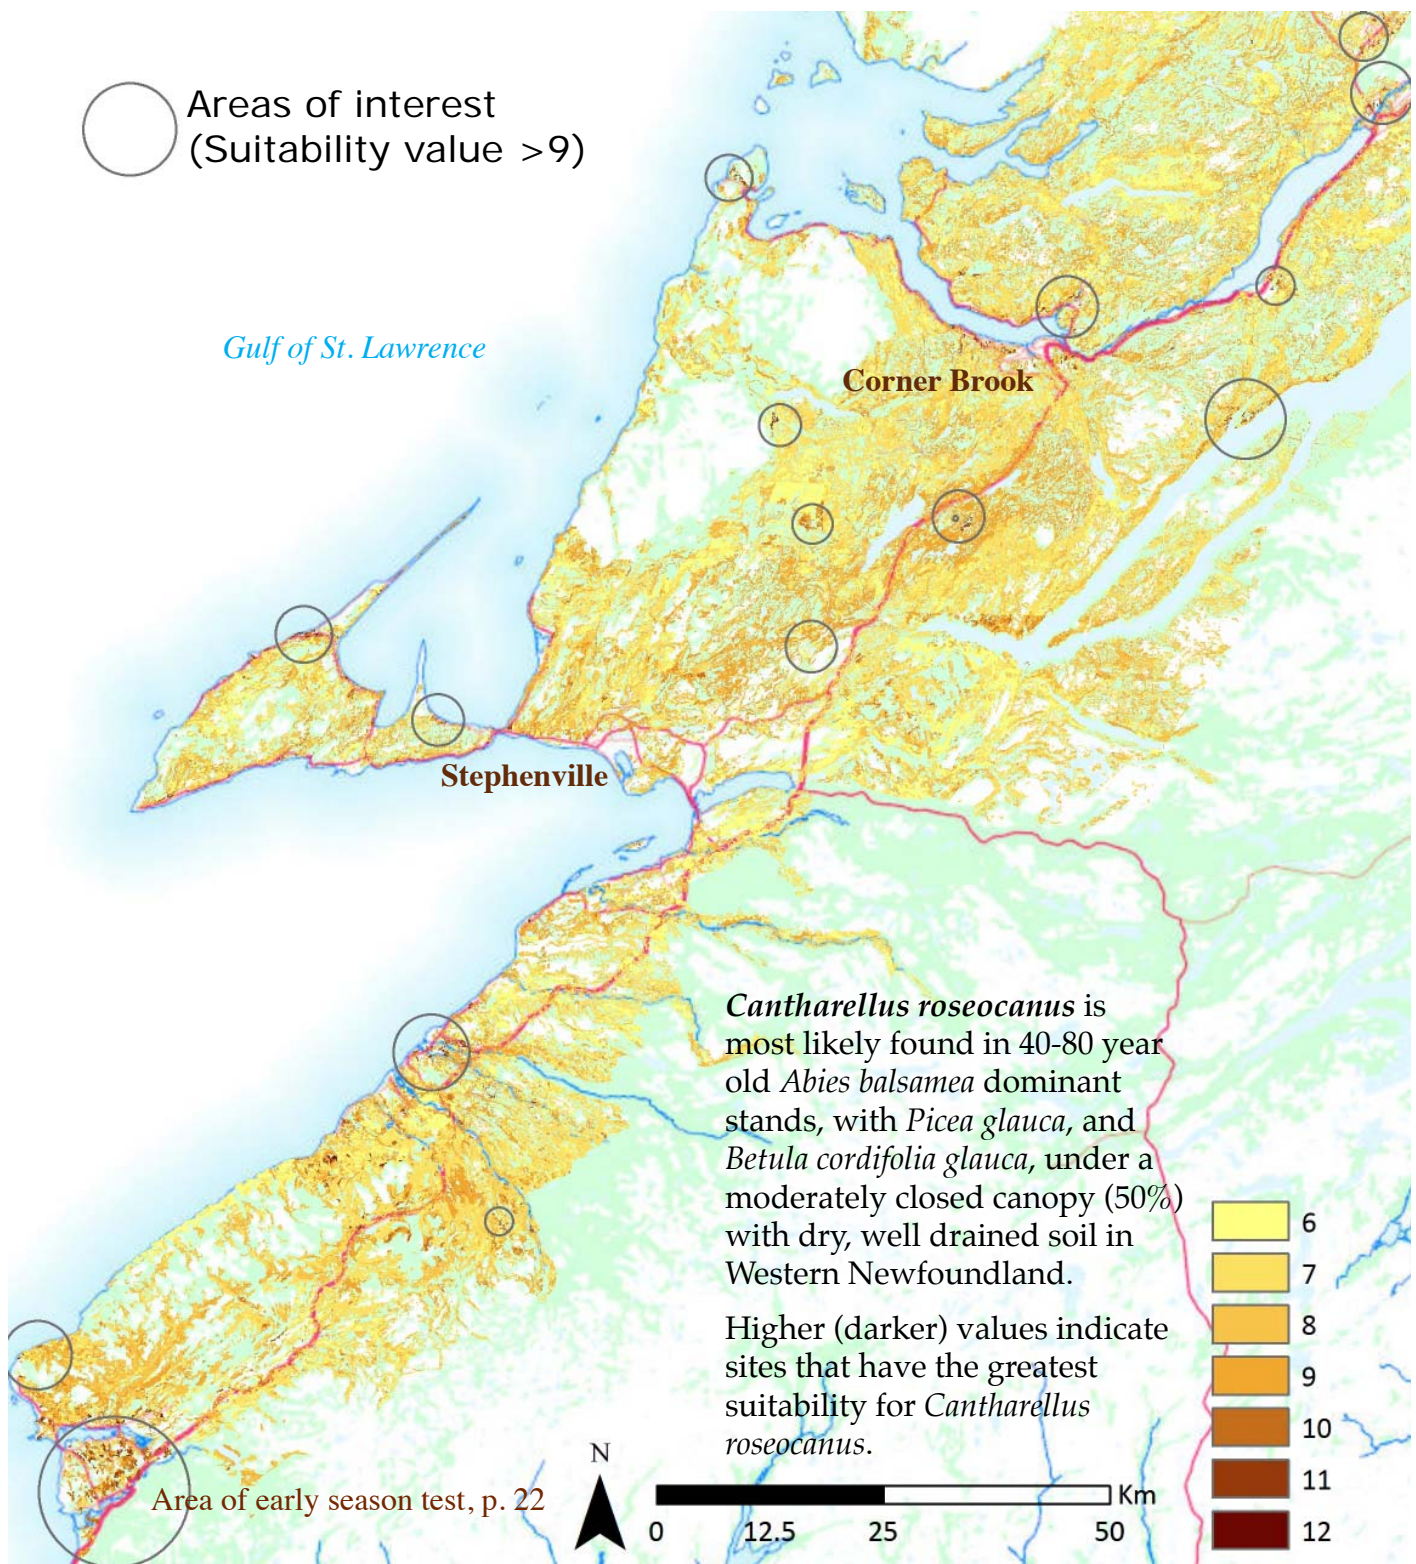 Areas of interest
(Suitability value >9)
Gulf of St. Lawrence
Corner Brook
Stephenville
Cantharellus roseocanus is
most likely found in 40-80 year
old Abies balsamea dominant
stands, with Picea glauca, and
Betula cordifolia glauca, under a
moderately closed canopy (50%)
with dry, well drained soil in
Western Newfoundland.
Higher (darker) values indicate
sites that have the greatest
suitability for Cantharellus
roseocanus.
6
7
8
9
10
11
12
Area of early season test, p. 22
N
Km
0 12.5 25 50